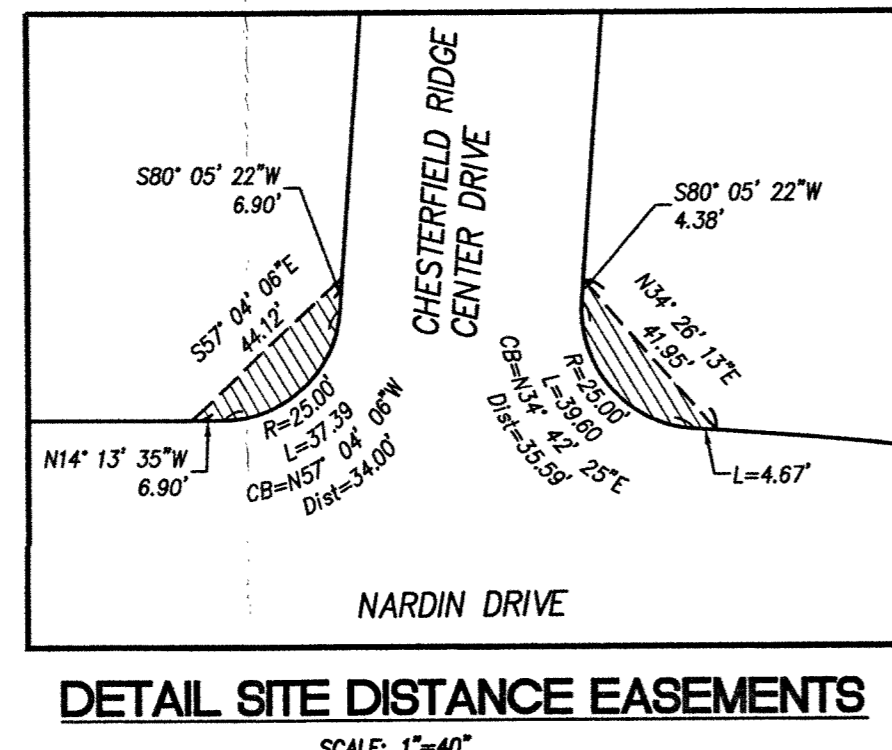 CHESTERFIELD RIDGE
CENTER DRIVE
S80° 05' 22"W
6.90'
S80° 05' 22"W
4.38'
S57° 04' 06"E
44.12'
N34° 26' 13"E
41.95'
R=25.00'
L=37.39
CB=N57° 04' 06"W
Dist=34.00'
R=25.00'
L=39.60
CB=N34° 42' 25"E
Dist=35.59'
N14° 13' 35"W
6.90'
L=4.67'
NARDIN DRIVE
DETAIL SITE DISTANCE EASEMENTS
SCALE: 1"=40"